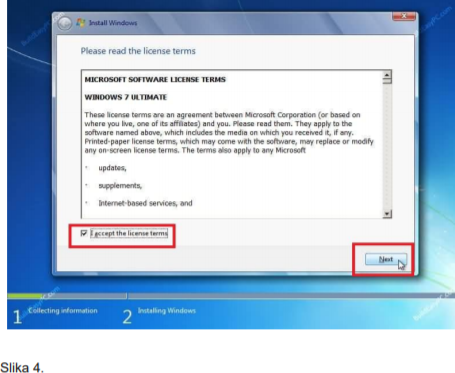 Install Windows
Please read the license terms
MICROSOFT SOFTWARE LICENSE TERMS
WINDOWS 7 ULTIMATE
These license terms are an agreement between Microsoft Corporation (or based on
where you live, one of its affiliates) and you. Please read them. They apply to the
software named above, which includes the media on which you received it, if any.
Printed-paper license terms, which may come with the software, may replace or modify
any on-screen license terms. The terms also apply to any Microsoft
· updates,
· supplements,
· Internet-based services, and
I accept the license terms
Next
1 Collecting information
2 Installing Windows
Slika 4.